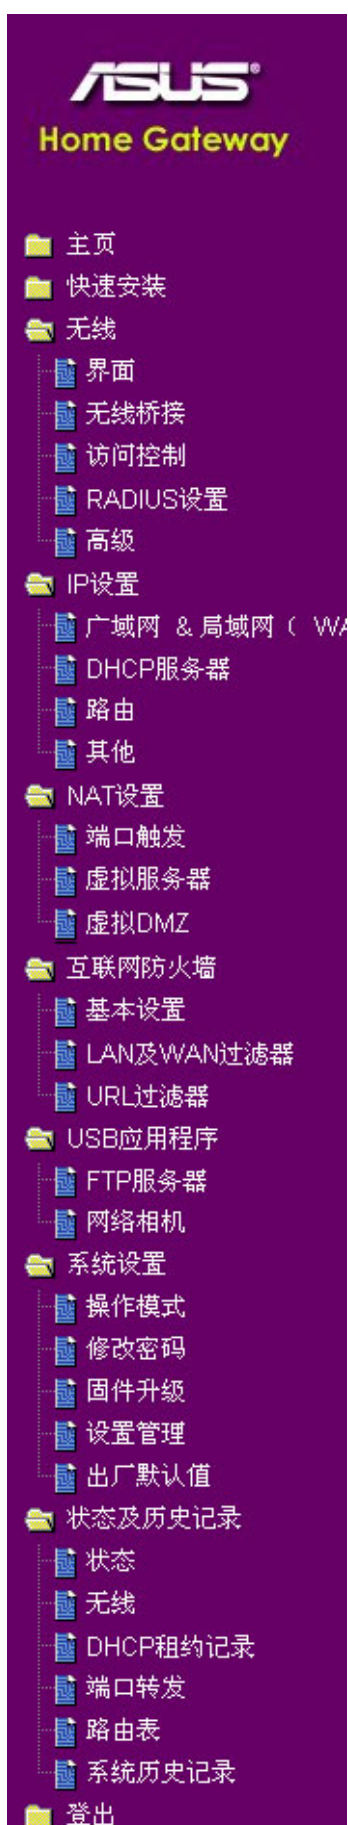 ASUS
Home Gateway
主页
快速安装
无线
界面
无线桥接
访问控制
RADIUS设置
高级
IP设置
广域网 & 局域网（ WA
DHCP服务器
路由
其他
NAT设置
端口触发
虚拟服务器
虚拟DMZ
互联网防火墙
基本设置
LAN及WAN过滤器
URL过滤器
USB应用程序
FTP服务器
网络相机
系统设置
操作模式
修改密码
固件升级
设置管理
出厂默认值
状态及历史记录
状态
无线
DHCP租约记录
端口转发
路由表
系统历史记录
登出